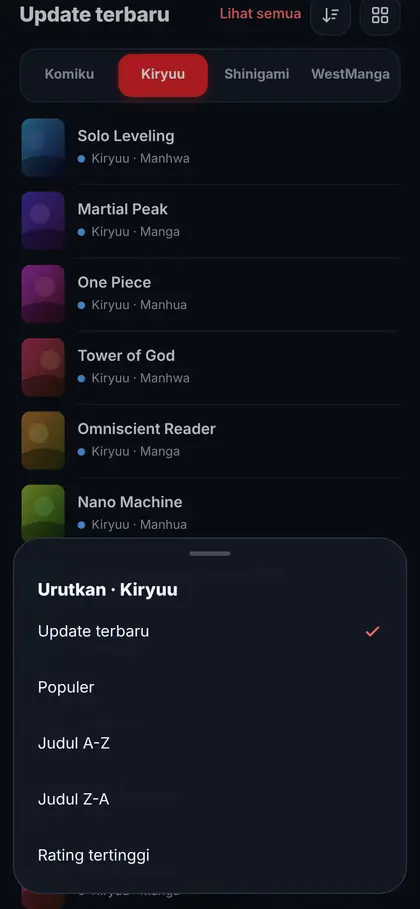 Update terbaru
Lihat semua
Komiku
Kiryuu
Shinigami
WestManga
Solo Leveling
Kiryuu · Manhwa
Martial Peak
Kiryuu · Manga
One Piece
Kiryuu · Manhua
Tower of God
Kiryuu · Manhwa
Omniscient Reader
Kiryuu · Manga
Nano Machine
Kiryuu · Manhua
Urutkan · Kiryuu
Update terbaru
Populer
Judul A-Z
Judul Z-A
Rating tertinggi
Kiryuu · Manga